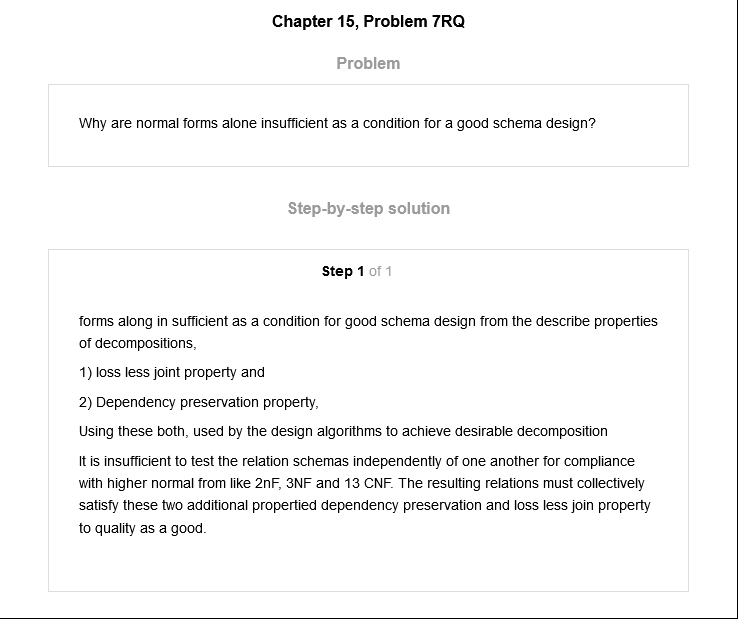 Chapter 15, Problem 7RQ
Problem
Why are normal forms alone insufficient as a condition for a good schema design?
Step-by-step solution
Step 1 of 1
forms along in sufficient as a condition for good schema design from the describe properties
of decompositions,
1) loss less joint property and
2) Dependency preservation property,
Using these both, used by the design algorithms to achieve desirable decomposition
It is insufficient to test the relation schemas independently of one another for compliance
with higher normal from like 2nF, 3NF and 13 CNF. The resulting relations must collectively
satisfy these two additional propertied dependency preservation and loss less join property
to quality as a good.